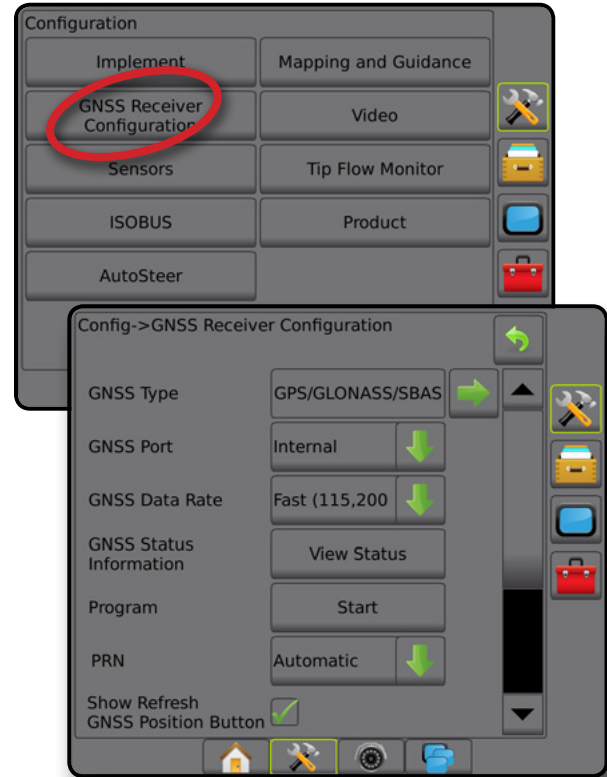 Configuration
Implement
Mapping and Guidance
GNSS Receiver
Configuration
Video
Sensors
Tip Flow Monitor
ISOBUS
Product
AutoSteer
Config->GNSS Receiver Configuration
GNSS Type
GPS/GLONASS/SBAS
GNSS Port
Internal
GNSS Data Rate
Fast (115,200
GNSS Status
Information
View Status
Program
Start
PRN
Automatic
Show Refresh
GNSS Position Button